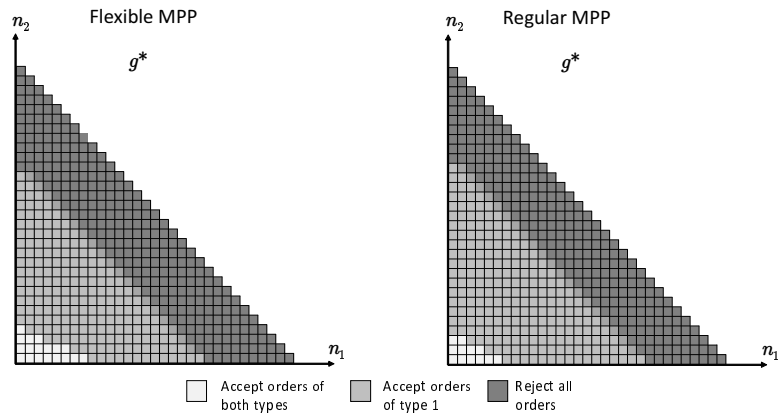 Flexible MPP
Regular MPP
n2
g*
n1
n2
g*
n1
Accept orders of
both types
Accept orders
of type 1
Reject all
orders